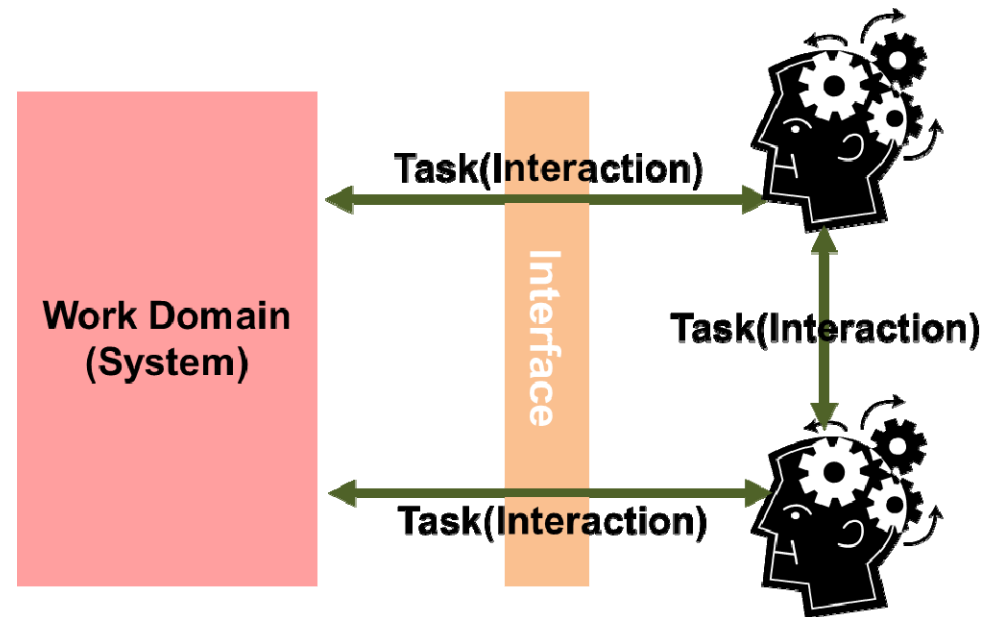 Task(Interaction)
Work Domain
(System)
Interface
Task(Interaction)
Task(Interaction)